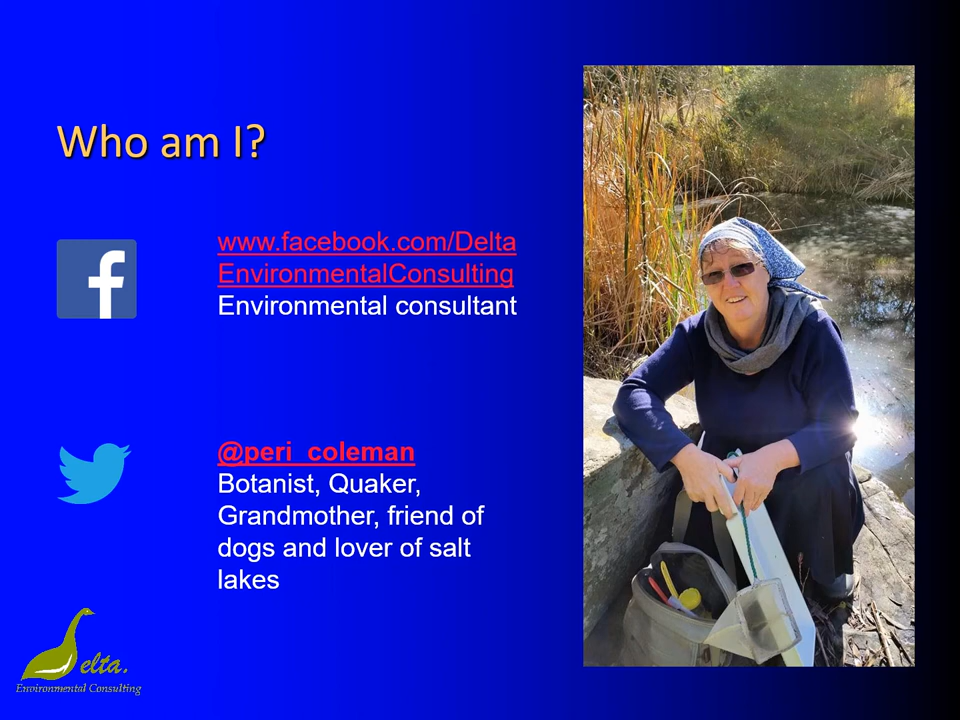 Who am I?
www.facebook.com/Delta
EnvironmentalConsulting
Environmental consultant
@peri_coleman
Botanist, Quaker,
Grandmother, friend of
dogs and lover of salt
lakes
elta.
Environmental Consulting